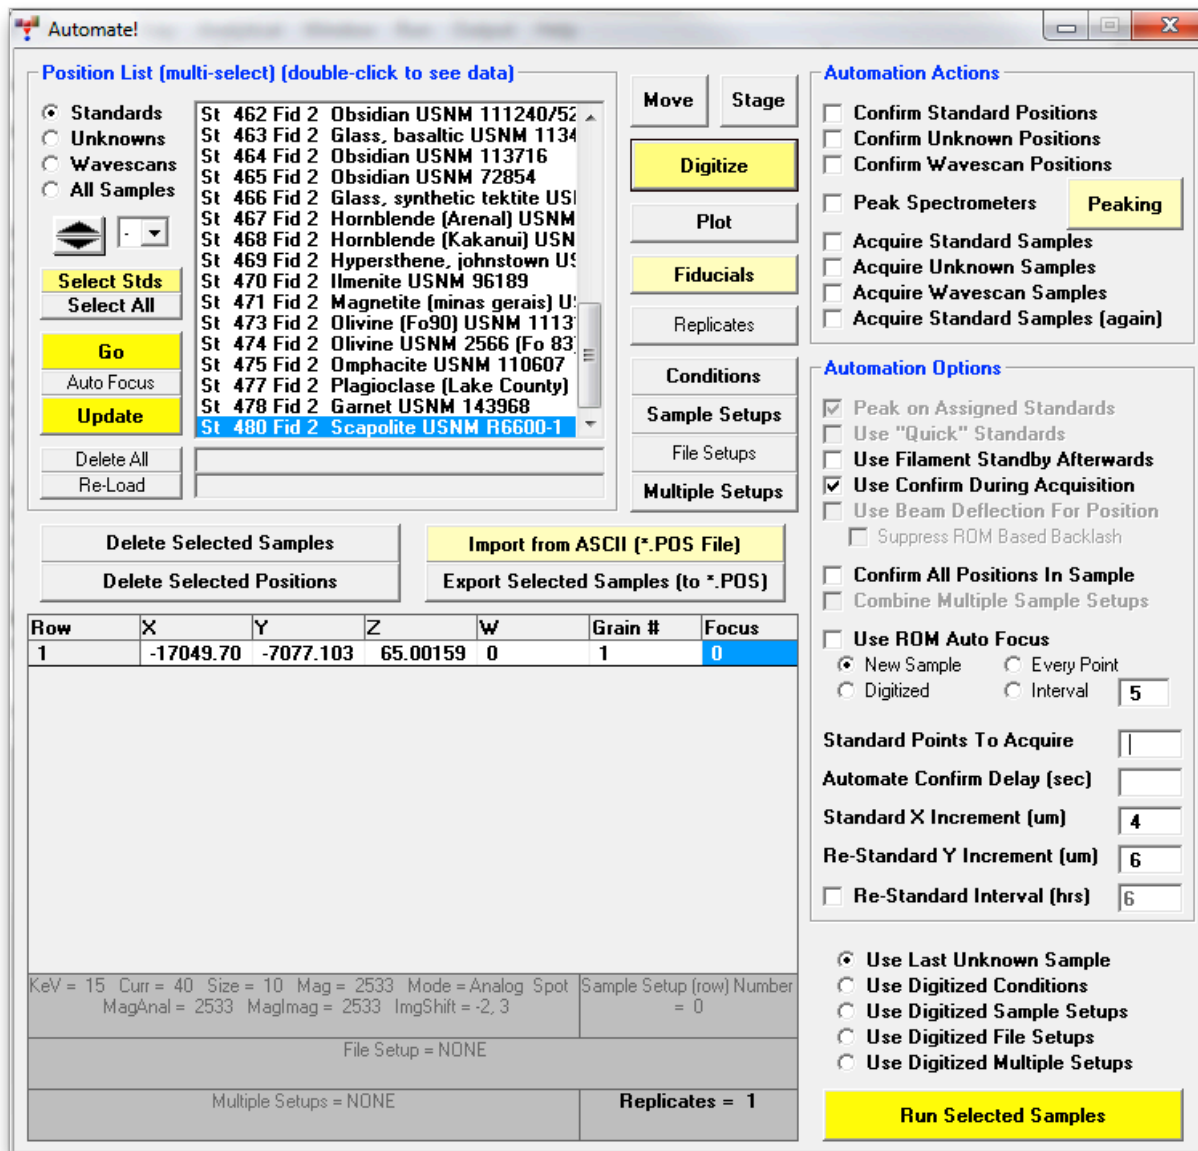 Automate!
Position List (multi-select) (double-click to see data)
Standards
Unknowns
Wavescans
All Samples
-
Select Stds
Select All
Go
Auto Focus
Update
Delete All
Re-Load
St 462 Fid 2 Obsidian USNM 111240/52
St 463 Fid 2 Glass, basaltic USNM 1134
St 464 Fid 2 Obsidian USNM 113716
St 465 Fid 2 Obsidian USNM 72854
St 466 Fid 2 Glass, synthetic tektite USI
St 467 Fid 2 Hornblende (Arenal) USNM
St 468 Fid 2 Hornblende (Kakanui) USN
St 469 Fid 2 Hypersthene, johnstown US
St 470 Fid 2 Ilmenite USNM 96189
St 471 Fid 2 Magnetite (minas gerais) U
St 473 Fid 2 Olivine (Fo90) USNM 1113
St 474 Fid 2 Olivine USNM 2566 (Fo 83
St 475 Fid 2 Omphacite USNM 110607
St 477 Fid 2 Plagioclase (Lake County)
St 478 Fid 2 Garnet USNM 143968
St 480 Fid 2 Scapolite USNM R6600-1
Move
Stage
Digitize
Plot
Fiducials
Replicates
Conditions
Sample Setups
File Setups
Multiple Setups
Delete Selected Samples
Import from ASCII (*.POS File)
Delete Selected Positions
Export Selected Samples (to *.POS)
Row X Y Z W Grain # Focus
1 -17049.70 -7077.103 65.00159 0 1 0
KeV = 15 Curr = 40 Size = 10 Mag = 2533 Mode = Analog Spot
MagAnal = 2533 MagImag = 2533 ImgShift = -2, 3
Sample Setup (row) Number
= 0
File Setup = NONE
Multiple Setups = NONE
Replicates = 1
Automation Actions
Confirm Standard Positions
Confirm Unknown Positions
Confirm Wavescan Positions
Peak Spectrometers
Peaking
Acquire Standard Samples
Acquire Unknown Samples
Acquire Wavescan Samples
Acquire Standard Samples (again)
Automation Options
Peak on Assigned Standards
Use "Quick" Standards
Use Filament Standby Afterwards
Use Confirm During Acquisition
Use Beam Deflection For Position
Suppress ROM Based Backlash
Confirm All Positions In Sample
Combine Multiple Sample Setups
Use ROM Auto Focus
New Sample Every Point
Digitized Interval 5
Standard Points To Acquire
Automate Confirm Delay (sec)
Standard X Increment (um) 4
Re-Standard Y Increment (um) 6
Re-Standard Interval (hrs) 6
Use Last Unknown Sample
Use Digitized Conditions
Use Digitized Sample Setups
Use Digitized File Setups
Use Digitized Multiple Setups
Run Selected Samples